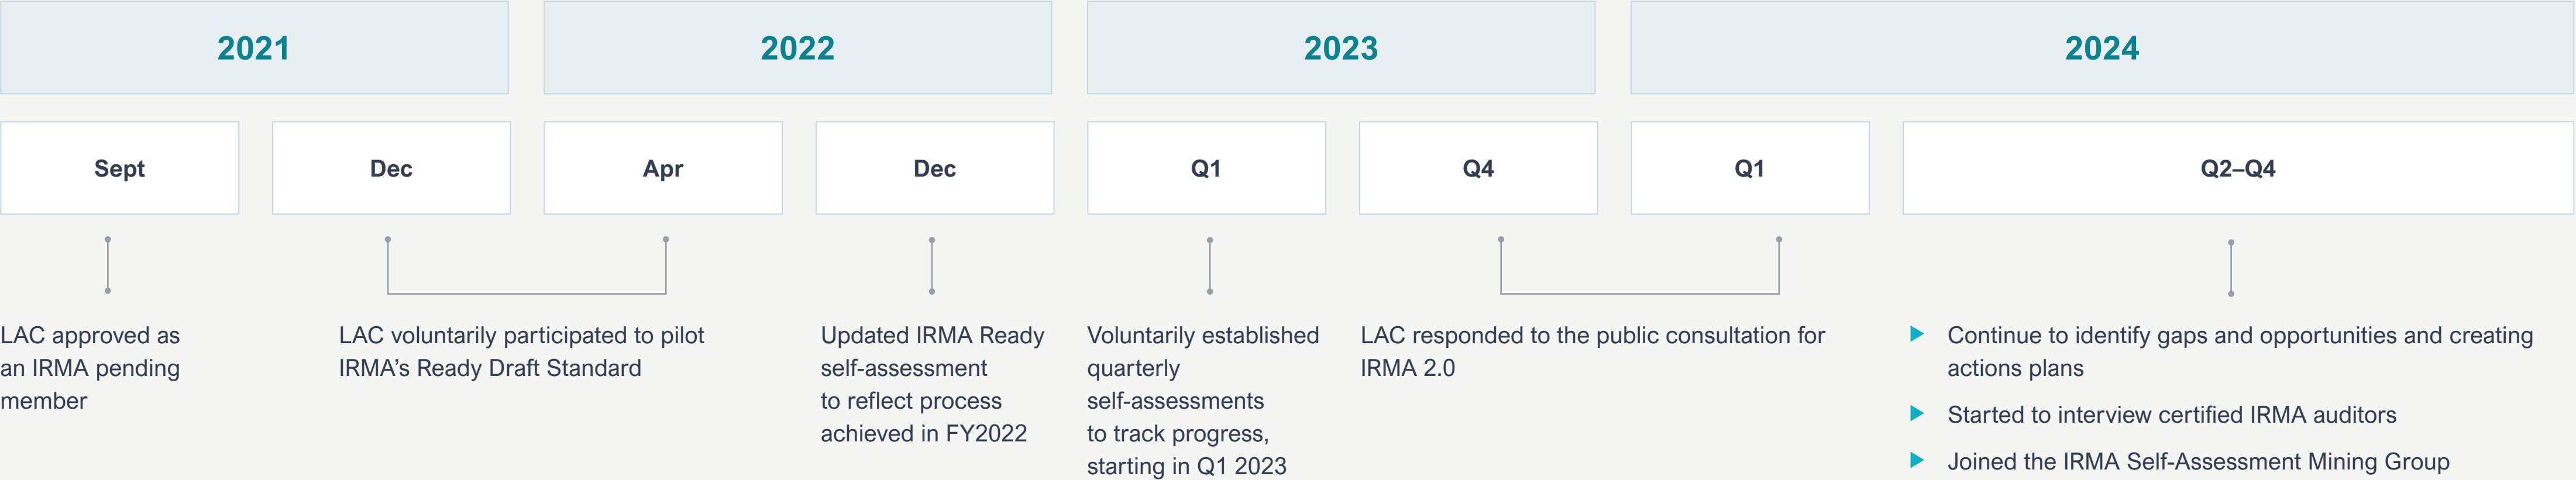 2021
2022
2023
2024
Sept
Dec
Apr
Dec
Q1
Q4
Q1
Q2–Q4
LAC approved as
an IRMA pending
member
LAC voluntarily participated to pilot
IRMA’s Ready Draft Standard
Updated IRMA Ready
self-assessment
to reflect process
achieved in FY2022
Voluntarily established
quarterly
self-assessments
to track progress,
starting in Q1 2023
LAC responded to the public consultation for
IRMA 2.0
Continue to identify gaps and opportunities and creating
actions plans
Started to interview certified IRMA auditors
Joined the IRMA Self-Assessment Mining Group